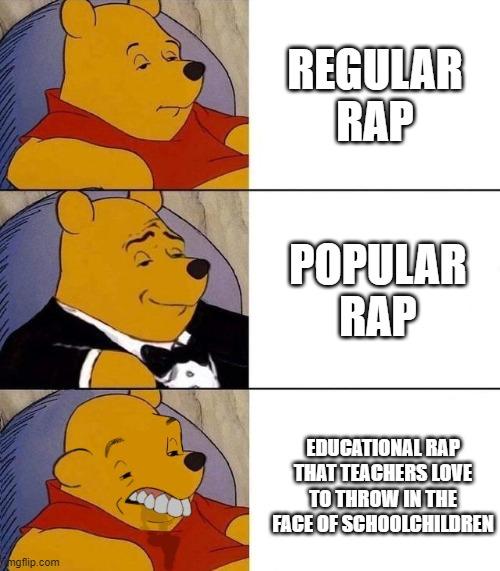 REGULAR
RAP
POPULAR
RAP
EDUCATIONAL RAP
THAT TEACHERS LOVE
TO THROW IN THE
FACE OF SCHOOLCHILDREN
imgflip.com